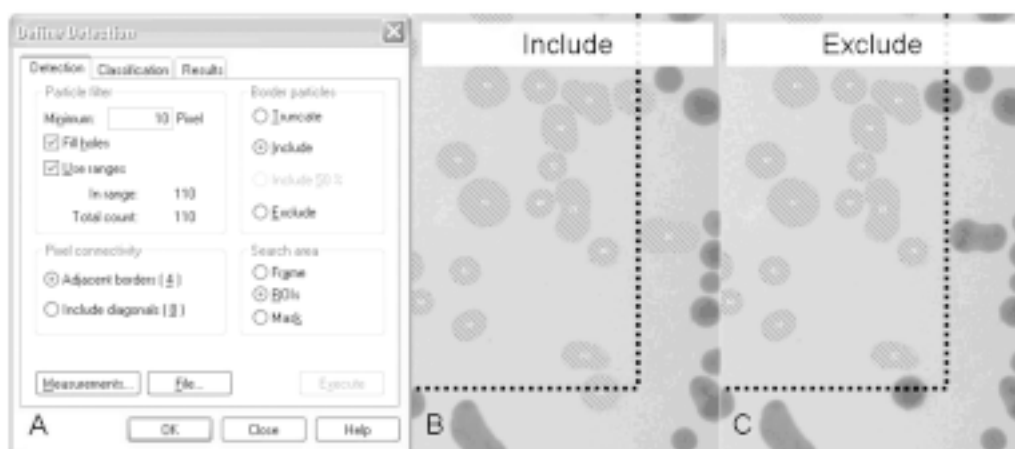 Define Detection
Detection Classification Results
Particle filter
Minimum: 10 Pixel
Fill holes
Use ranges
In range: 110
Total count: 110
Border particles
Truncate
Include
Include 50 %
Exclude
Pixel connectivity
Adjacent borders ( 4 )
Include diagonals ( 8 )
Search area
Frame
ROIs
Mask
Measurements... File... Execute
OK Close Help
A
Include
B
Exclude
C